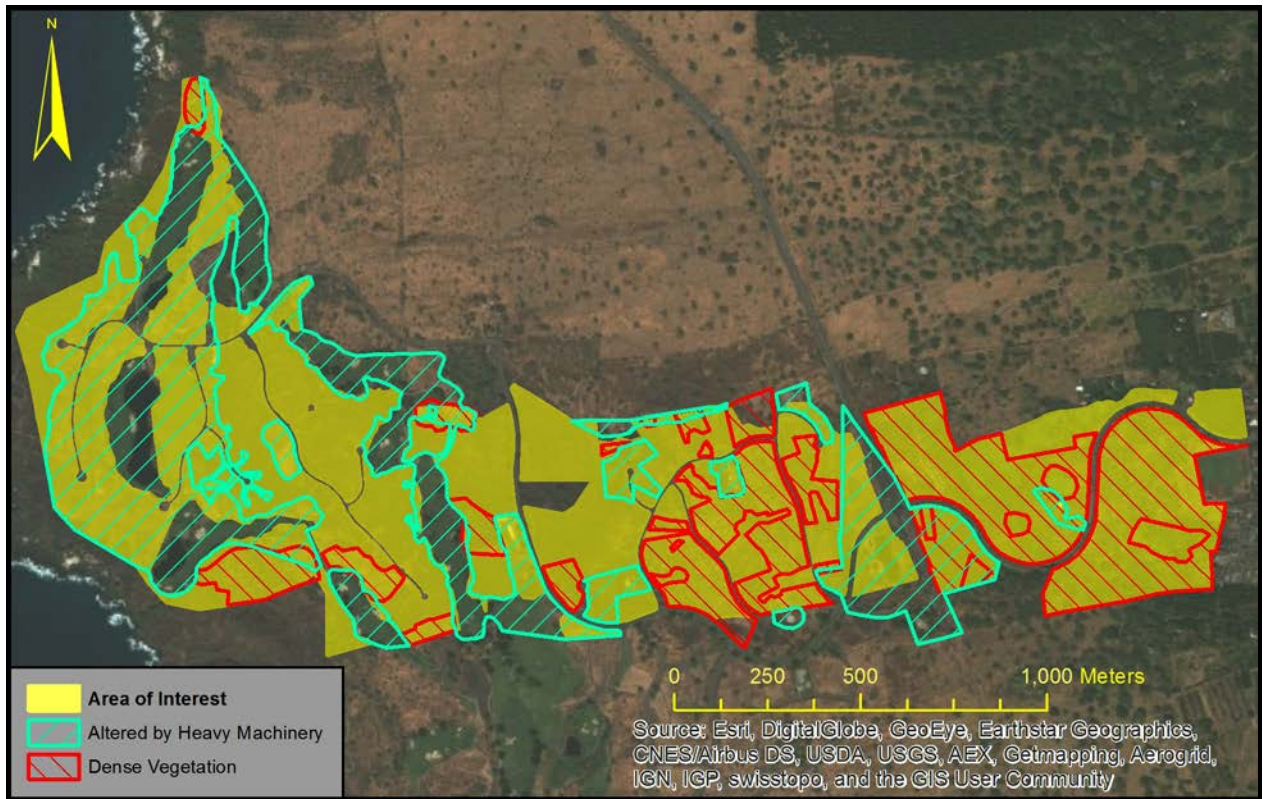 N
Area of Interest
Altered by Heavy Machinery
Dense Vegetation
0 250 500 1,000 Meters
Source: Esri, DigitalGlobe, GeoEye, Earthstar Geographics,
CNES/Airbus DS, USDA, USGS, AEX, Getmapping, Aerogrid,
IGN, IGP, swisstopo, and the GIS User Community